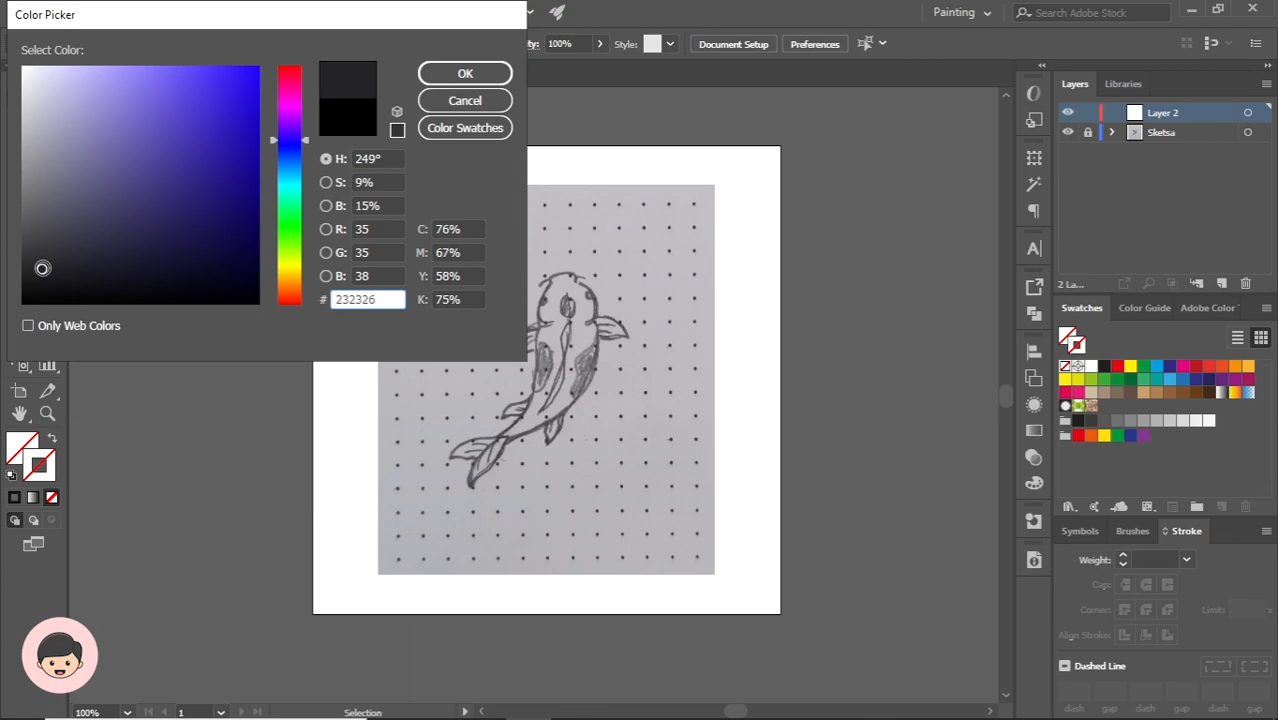 Color Picker
Painting
Search Adobe Stock
Select Color:
100%
Style:
Document Setup
Preferences
OK
Cancel
Color Swatches
H: 249°
S: 9%
B: 15%
R: 35
G: 35
B: 38
# 232326
C: 76%
M: 67%
Y: 58%
K: 75%
Only Web Colors
Layers
Libraries
Layer 2
Sketsa
2 La...
Swatches
Color Guide
Adobe Color
Symbols
Brushes
Stroke
Weight:
Cap:
Corner:
Limit:
x
Align Stroke:
Dashed Line
dash
gap
dash
gap
dash
gap
100%
1
Selection